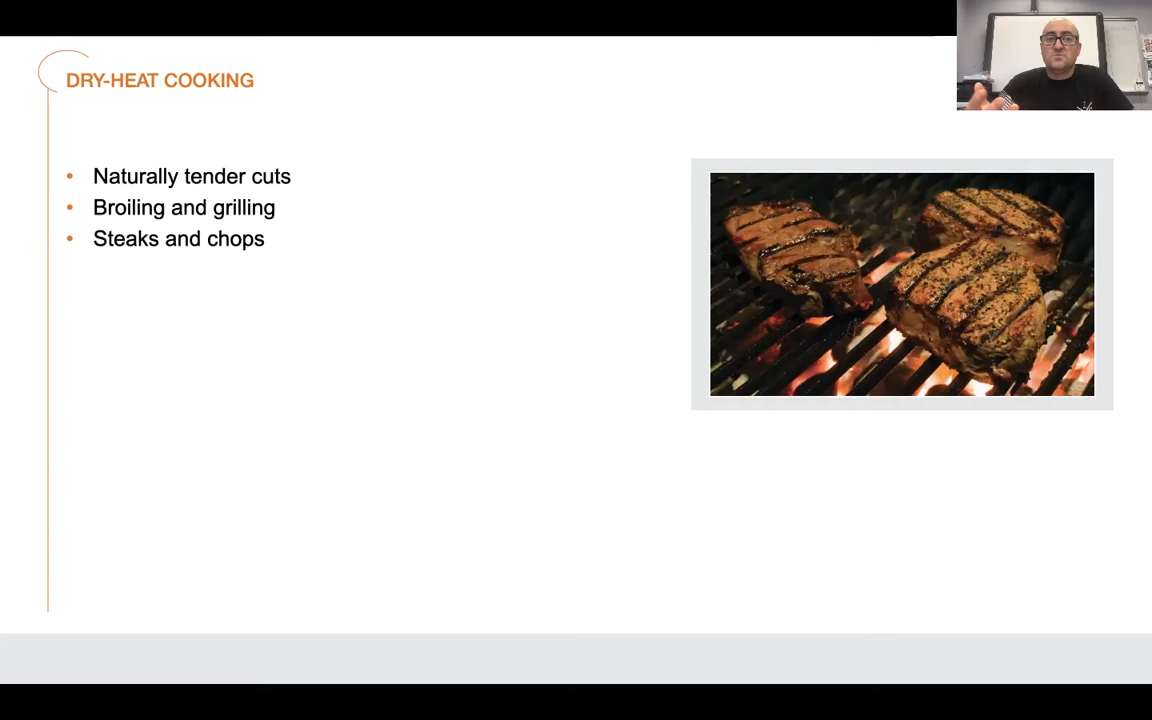 DRY-HEAT COOKING
• Naturally tender cuts
• Broiling and grilling
• Steaks and chops